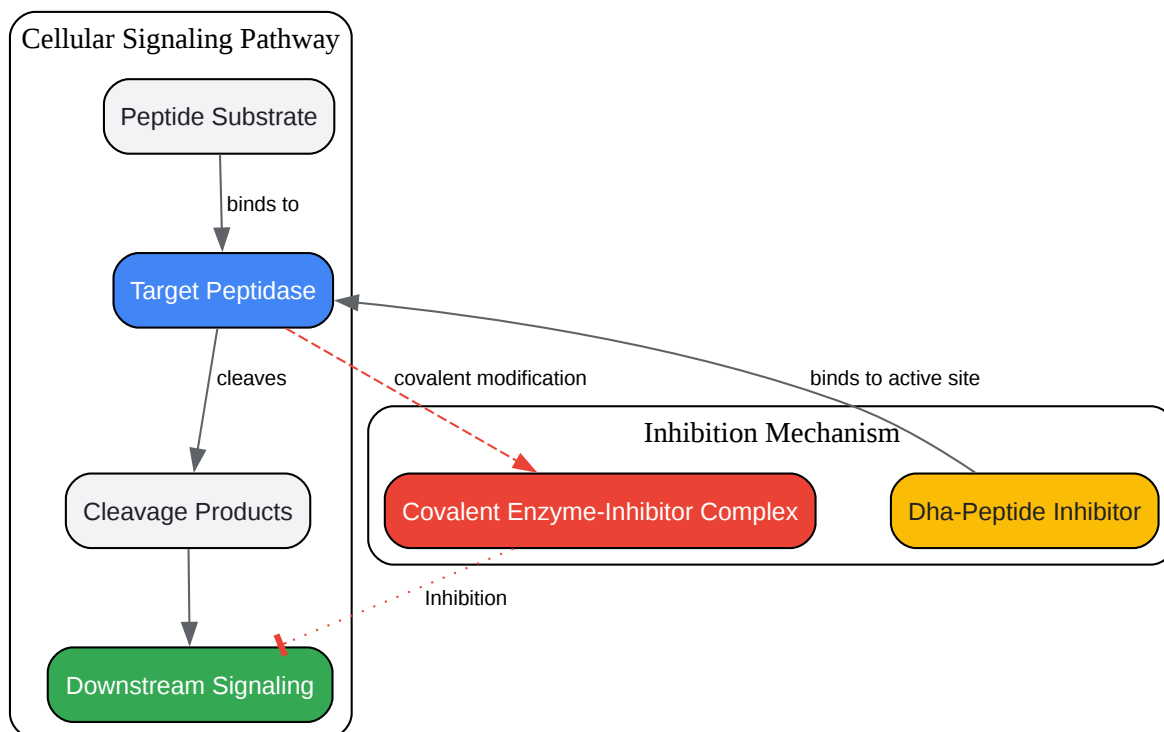 Cellular Signaling Pathway
Peptide Substrate
binds to
Target Peptidase
cleaves
covalent modification
binds to active site
Inhibition Mechanism
Cleavage Products
Covalent Enzyme-Inhibitor Complex
Dha-Peptide Inhibitor
Inhibition
Downstream Signaling